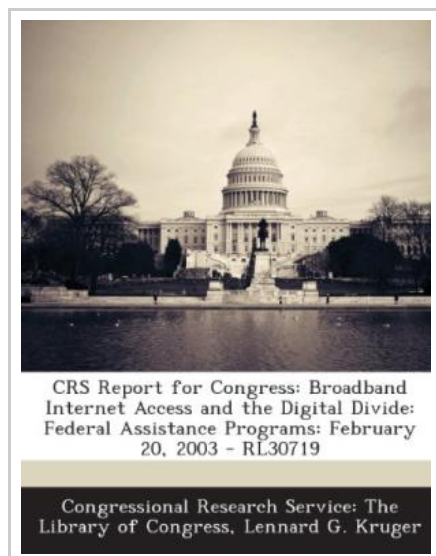 CRS Report for Congress: Broadband
Internet Access and the Digital Divide:
Federal Assistance Programs: February
20, 2003 - RL30719
Congressional Research Service: The
Library of Congress, Lennard G. Kruger